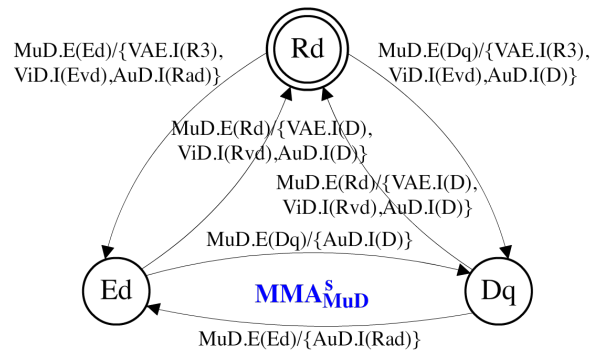 Rd
MuD.E(Ed)/{VAE.I(R3),
ViD.I(Evd),AuD.I(Rad)}
MuD.E(Dq)/{VAE.I(R3),
ViD.I(Evd),AuD.I(D)}
MuD.E(Rd)/{VAE.I(D),
ViD.I(Rvd),AuD.I(D)}
MuD.E(Rd)/{VAE.I(D),
ViD.I(Rvd),AuD.I(D)}
MuD.E(Dq)/{AuD.I(D)}
Ed
MMA^S_MuD
Dq
MuD.E(Ed)/{AuD.I(Rad)}